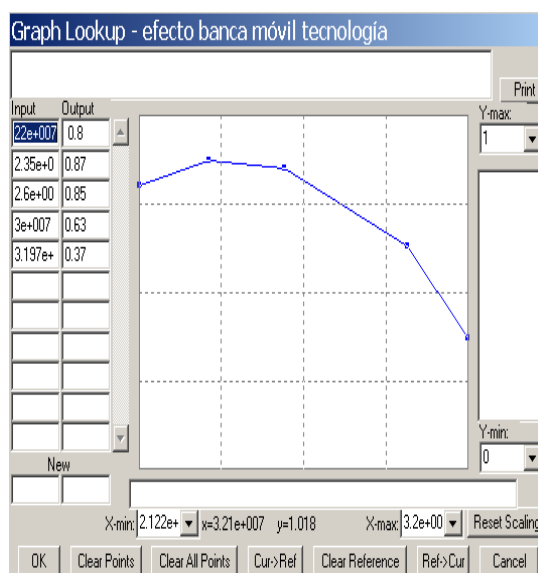 Graph Lookup - efecto banca móvil tecnología
Print
Input Output
22e+007 0.8
2.35e+0 0.87
2.6e+00 0.85
3e+007 0.63
3.197e+ 0.37
New
Y-max:
1
Y-min:
0
X-min: 2.122e+ x=3.21e+007 y=1.018 X-max: 3.2e+00 Reset Scaling
OK Clear Points Clear All Points Cur->Ref Clear Reference Ref->Cur Cancel